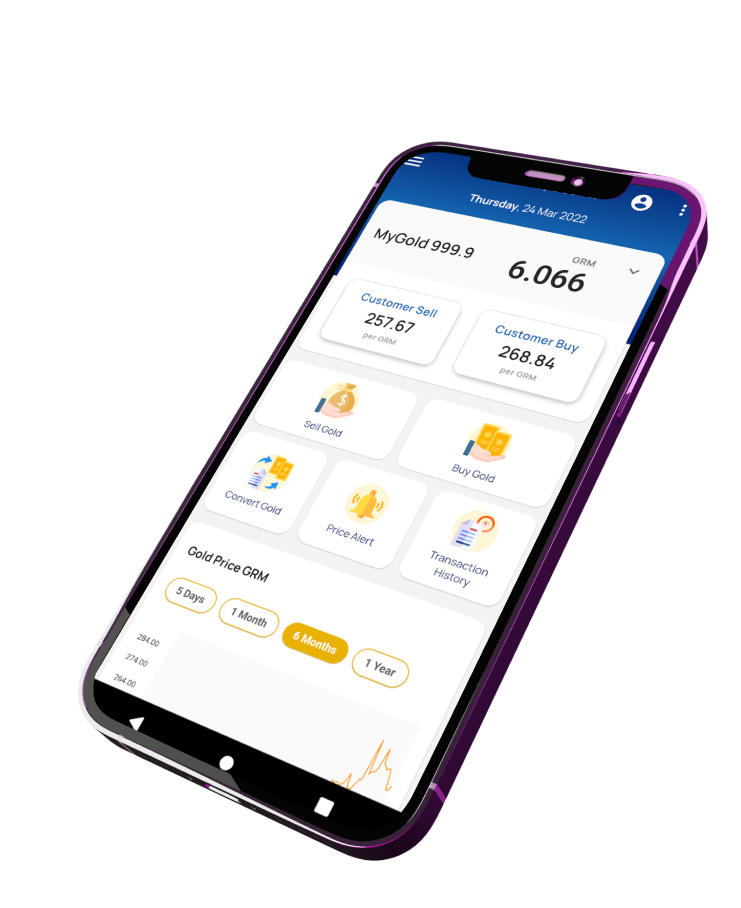 Thursday, 24 Mar 2022
MyGold 999.9
GRM
6.066
Customer Sell
257.67
per GRM
Customer Buy
268.84
per GRM
Sell Gold
Buy Gold
Convert Gold
Price Alert
Transaction
History
Gold Price GRM
5 Days
1 Month
6 Months
1 Year
284.00
274.00
264.00